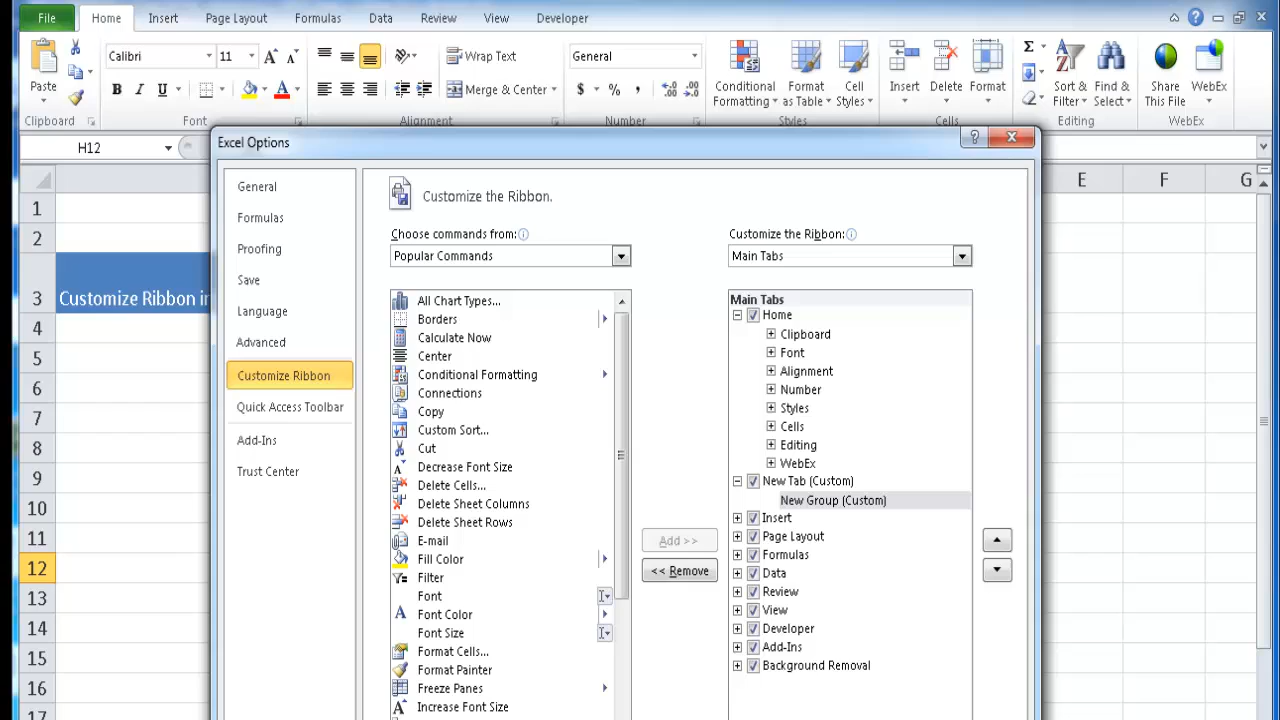 File Home Insert Page Layout Formulas Data Review View Developer
Calibri 11 Wrap Text General
Paste B I U Merge & Center $ % , Conditional Formatting Format as Table Cell Styles Insert Delete Format Sort & Filter Find & Select Share This File WebEx
Clipboard Font Alignment Number Styles Cells Editing WebEx
H12
Excel Options
E F G
1
2
3
Customize Ribbon in
4
5
6
7
8
9
10
11
12
13
14
15
16
17
General
Formulas
Proofing
Save
Language
Advanced
Customize Ribbon
Quick Access Toolbar
Add-Ins
Trust Center
Customize the Ribbon.
Choose commands from:
Popular Commands
All Chart Types...
Borders
Calculate Now
Center
Conditional Formatting
Connections
Copy
Custom Sort...
Cut
Decrease Font Size
Delete Cells...
Delete Sheet Columns
Delete Sheet Rows
E-mail
Fill Color
Filter
Font
Font Color
Font Size
Format Cells...
Format Painter
Freeze Panes
Increase Font Size
Add >>
<< Remove
Customize the Ribbon:
Main Tabs
Main Tabs
Home
Clipboard
Font
Alignment
Number
Styles
Cells
Editing
WebEx
New Tab (Custom)
New Group (Custom)
Insert
Page Layout
Formulas
Data
Review
View
Developer
Add-Ins
Background Removal